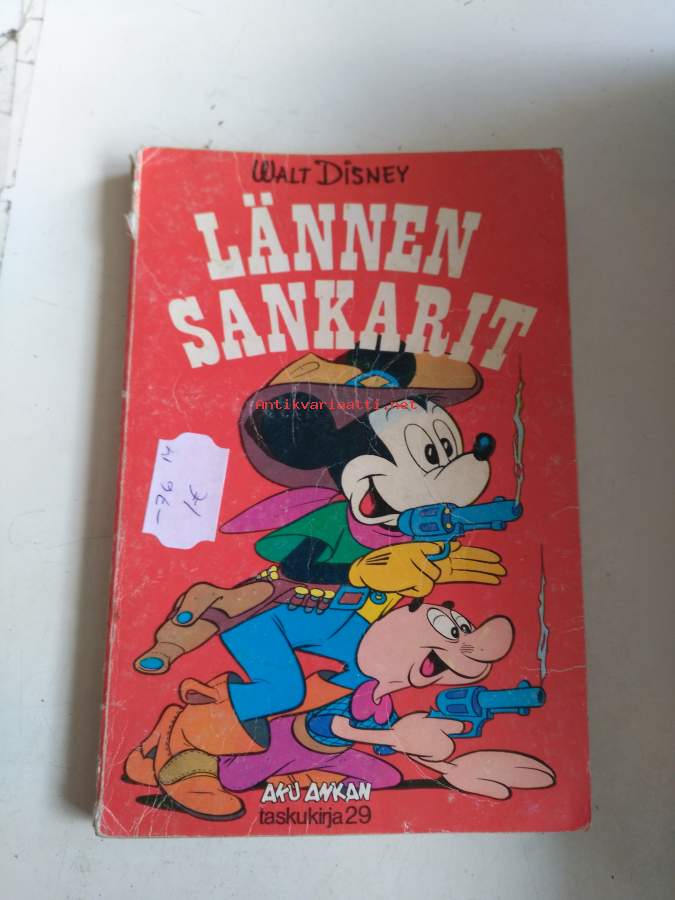 WALT DISNEY
LÄNNEN
SANKARIT
Antikvariaatti.net
-76
1€
AKU ANKAN
taskukirja 29